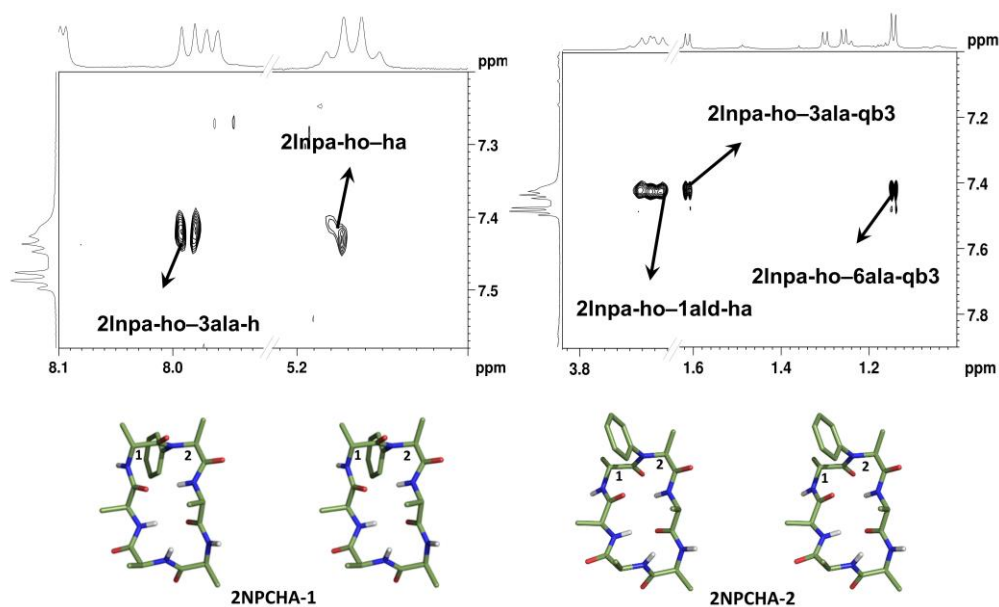 ppm
2lnpa-ho–ha
7.3
7.4
7.5
2lnpa-ho–3ala-h
8.1
8.0
5.2
ppm
ppm
2lnpa-ho–3ala-qb3
7.2
7.4
7.6
2lnpa-ho–1ald-ha
2lnpa-ho–6ala-qb3
7.8
3.8
1.6
1.4
1.2
ppm
1
2
1
2
2NPCHA-1
1
2
1
2
2NPCHA-2